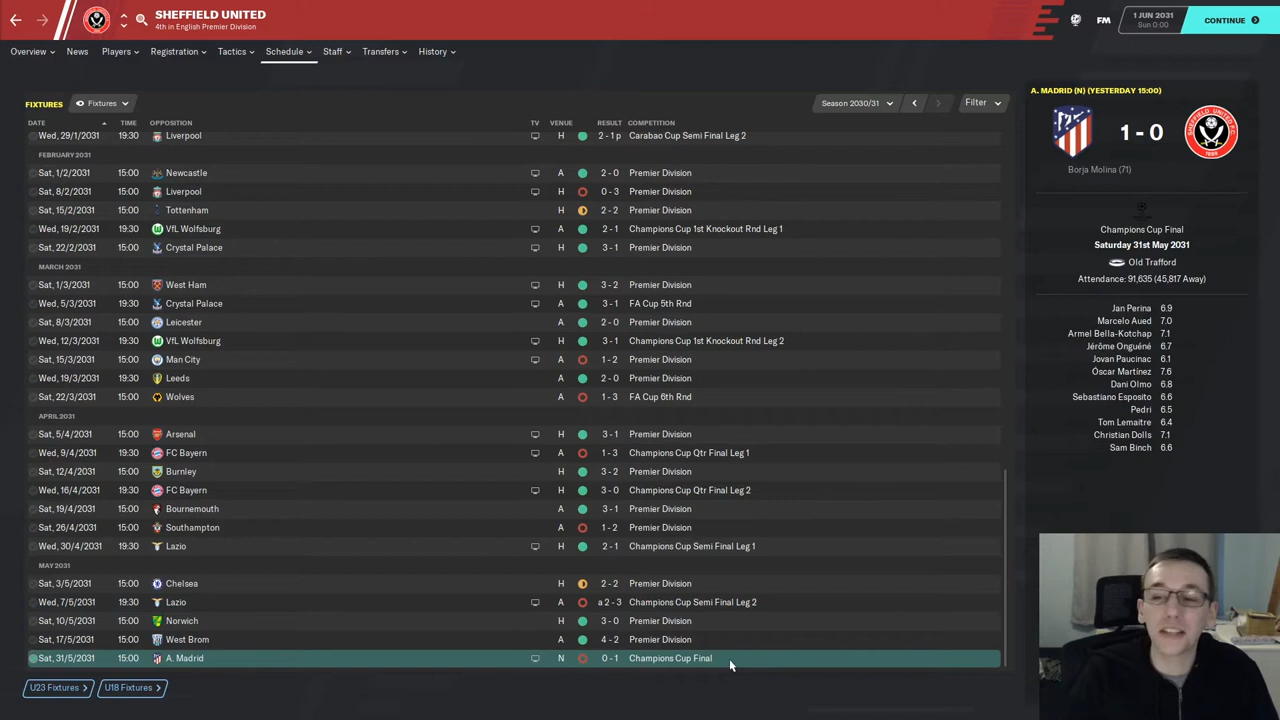 SHEFFIELD UNITED
4th in English Premier Division
1 JUN 2031
Sun 0:00
FM
CONTINUE
Overview News Players Registration Tactics Schedule Staff Transfers History
FIXTURES Fixtures Season 2030/31 Filter
DATE TIME OPPOSITION TV VENUE RESULT COMPETITION
Wed, 29/1/2031 19:30 Liverpool H 2 - 1 p Carabao Cup Semi Final Leg 2
FEBRUARY 2031
Sat, 1/2/2031 15:00 Newcastle A 2 - 0 Premier Division
Sat, 8/2/2031 15:00 Liverpool H 0 - 3 Premier Division
Sat, 15/2/2031 15:00 Tottenham H 2 - 2 Premier Division
Wed, 19/2/2031 19:30 VfL Wolfsburg A 2 - 1 Champions Cup 1st Knockout Rnd Leg 1
Sat, 22/2/2031 15:00 Crystal Palace H 3 - 1 Premier Division
MARCH 2031
Sat, 1/3/2031 15:00 West Ham H 3 - 2 Premier Division
Wed, 5/3/2031 19:30 Crystal Palace A 3 - 1 FA Cup 5th Rnd
Sat, 8/3/2031 15:00 Leicester A 2 - 0 Premier Division
Wed, 12/3/2031 19:30 VfL Wolfsburg H 3 - 1 Champions Cup 1st Knockout Rnd Leg 2
Sat, 15/3/2031 15:00 Man City A 1 - 2 Premier Division
Wed, 19/3/2031 19:30 Leeds A 2 - 0 Premier Division
Sat, 22/3/2031 15:00 Wolves A 1 - 3 FA Cup 6th Rnd
APRIL 2031
Sat, 5/4/2031 15:00 Arsenal H 3 - 1 Premier Division
Wed, 9/4/2031 19:30 FC Bayern A 1 - 3 Champions Cup Qtr Final Leg 1
Sat, 12/4/2031 15:00 Burnley H 3 - 2 Premier Division
Wed, 16/4/2031 19:30 FC Bayern H 3 - 0 Champions Cup Qtr Final Leg 2
Sat, 19/4/2031 15:00 Bournemouth A 3 - 1 Premier Division
Sat, 26/4/2031 15:00 Southampton A 1 - 2 Premier Division
Wed, 30/4/2031 19:30 Lazio H 2 - 1 Champions Cup Semi Final Leg 1
MAY 2031
Sat, 3/5/2031 15:00 Chelsea H 2 - 2 Premier Division
Wed, 7/5/2031 19:30 Lazio A a 2 - 3 Champions Cup Semi Final Leg 2
Sat, 10/5/2031 15:00 Norwich H 3 - 0 Premier Division
Sat, 17/5/2031 15:00 West Brom A 4 - 2 Premier Division
Sat, 31/5/2031 15:00 A. Madrid N 0 - 1 Champions Cup Final
U23 Fixtures U18 Fixtures
A. MADRID (N) (YESTERDAY 15:00)
1 - 0
Borja Molina (71)
Champions Cup Final
Saturday 31st May 2031
Old Trafford
Attendance: 91,635 (45,817 Away)
Jan Perina 6.9
Marcelo Aued 7.0
Armel Bella-Kotchap 7.1
Jérôme Onguéné 6.7
Jovan Paucinac 6.1
Óscar Martínez 7.6
Dani Olmo 6.8
Sebastiano Esposito 6.6
Pedri 6.5
Tom Lemaitre 6.4
Christian Dolls 7.1
Sam Binch 6.6